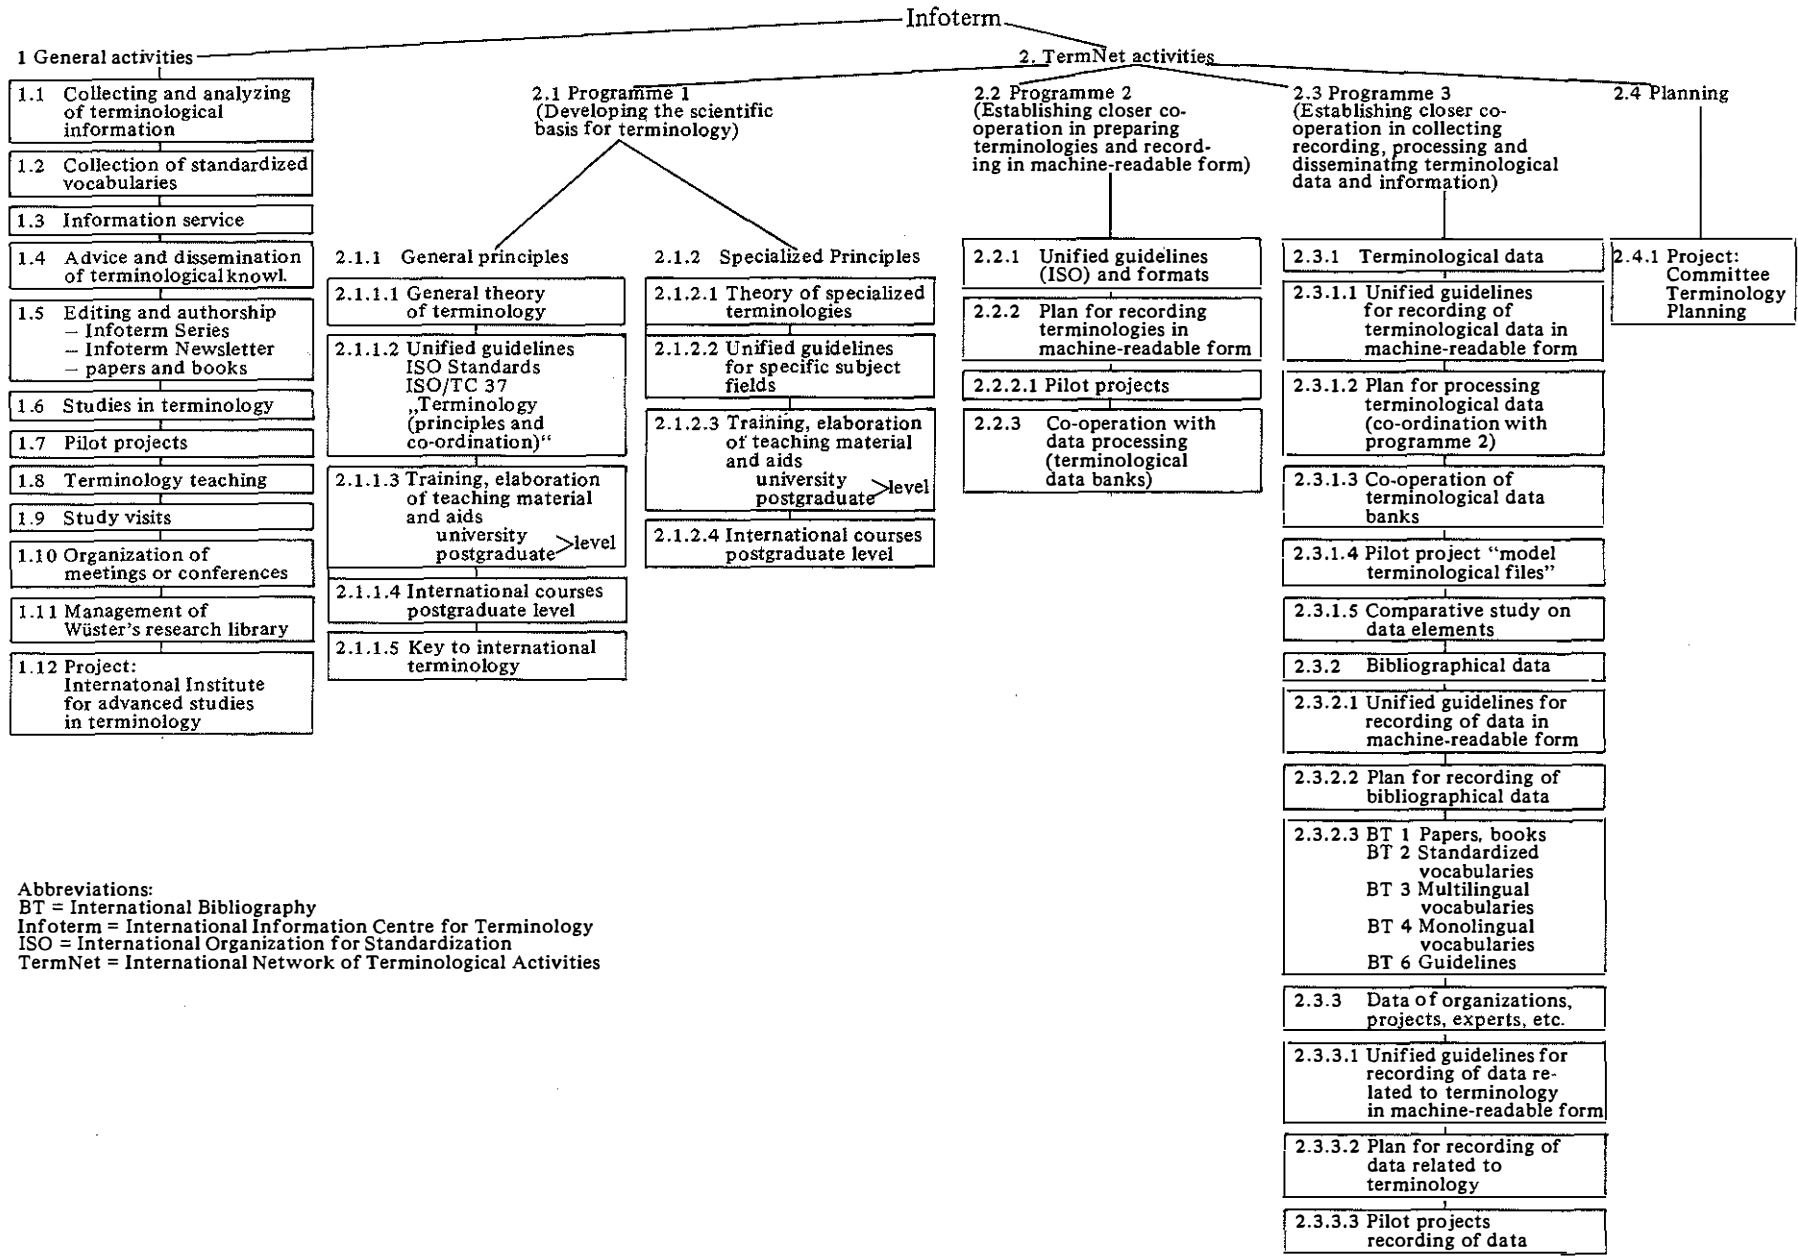 Infoterm
1 General activities
1.1 Collecting and analyzing
of terminological
information
1.2 Collection of standardized
vocabularies
1.3 Information service
1.4 Advice and dissemination
of terminological knowl.
1.5 Editing and authorship
– Infoterm Series
– Infoterm Newsletter
– papers and books
1.6 Studies in terminology
1.7 Pilot projects
1.8 Terminology teaching
1.9 Study visits
1.10 Organization of
meetings or conferences
1.11 Management of
Wüster's research library
1.12 Project:
Internatonal Institute
for advanced studies
in terminology
2. TermNet activities
2.1 Programme 1
(Developing the scientific
basis for terminology)
2.1.1 General principles
2.1.1.1 General theory
of terminology
2.1.1.2 Unified guidelines
ISO Standards
ISO/TC 37
„Terminology
(principles and
co-ordination)“
2.1.1.3 Training, elaboration
of teaching material
and aids
university
postgraduate >level
2.1.1.4 International courses
postgraduate level
2.1.1.5 Key to international
terminology
2.1.2 Specialized Principles
2.1.2.1 Theory of specialized
terminologies
2.1.2.2 Unified guidelines
for specific subject
fields
2.1.2.3 Training, elaboration
of teaching material
and aids
university
postgraduate >level
2.1.2.4 International courses
postgraduate level
2.2 Programme 2
(Establishing closer co-
operation in preparing
terminologies and record-
ing in machine-readable form)
2.2.1 Unified guidelines
(ISO) and formats
2.2.2 Plan for recording
terminologies in
machine-readable form
2.2.2.1 Pilot projects
2.2.3 Co-operation with
data processing
(terminological
data banks)
2.3 Programme 3
(Establishing closer co-
operation in collecting
recording, processing and
disseminating terminological
data and information)
2.3.1 Terminological data
2.3.1.1 Unified guidelines
for recording of
terminological data in
machine-readable form
2.3.1.2 Plan for processing
terminological data
(co-ordination with
programme 2)
2.3.1.3 Co-operation of
terminological data
banks
2.3.1.4 Pilot project “model
terminological files”
2.3.1.5 Comparative study on
data elements
2.3.2 Bibliographical data
2.3.2.1 Unified guidelines for
recording of data in
machine-readable form
2.3.2.2 Plan for recording of
bibliographical data
2.3.2.3 BT 1 Papers, books
BT 2 Standardized
vocabularies
BT 3 Multilingual
vocabularies
BT 4 Monolingual
vocabularies
BT 6 Guidelines
2.3.3 Data of organizations,
projects, experts, etc.
2.3.3.1 Unified guidelines for
recording of data re-
lated to terminology
in machine-readable form
2.3.3.2 Plan for recording of
data related to
terminology
2.3.3.3 Pilot projects
recording of data
2.4 Planning
2.4.1 Project:
Committee
Terminology
Planning
Abbreviations:
BT = International Bibliography
Infoterm = International Information Centre for Terminology
ISO = International Organization for Standardization
TermNet = International Network of Terminological Activities